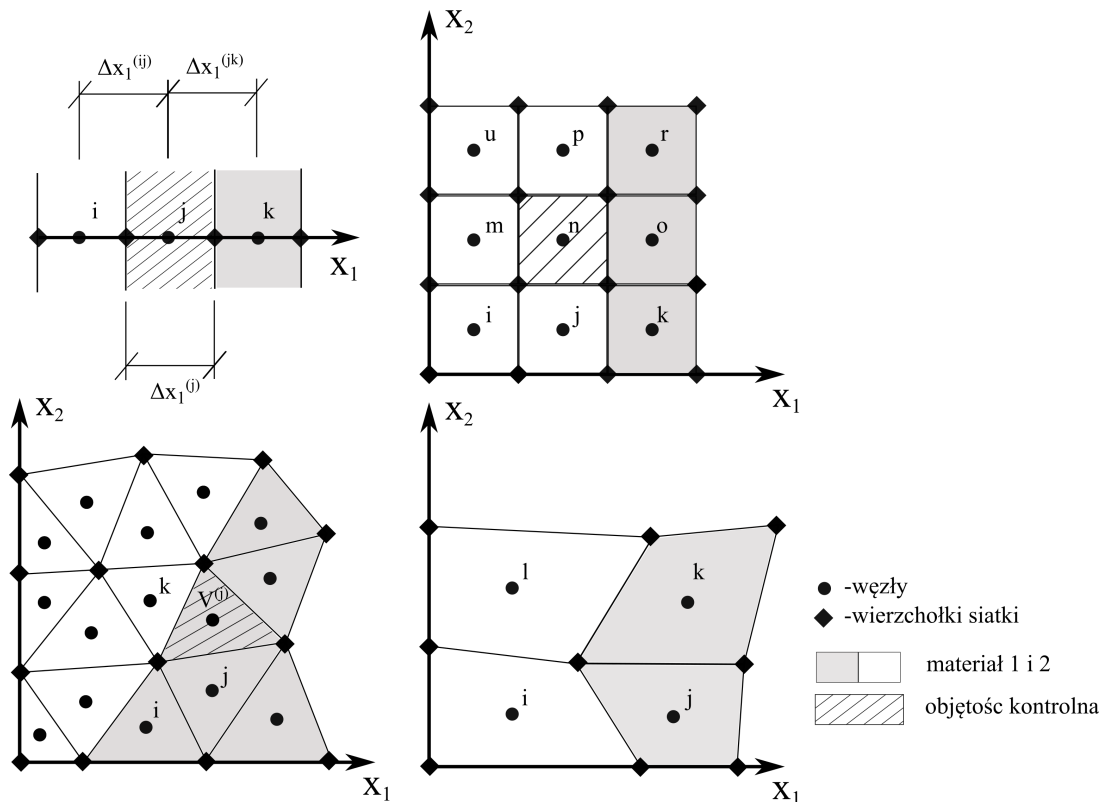 Δx₁⁽ⁱʲ⁾ Δx₁⁽ʲᵏ⁾
i j k
X₁
Δx₁⁽ʲ⁾
X₂
u p r
m n o
i j k
X₁
X₂
k V⁽ʲ⁾
j
i
X₁
X₂
l k
i j
X₁
-węzły
-wierzchołki siatki
materiał 1 i 2
objętośc kontrolna